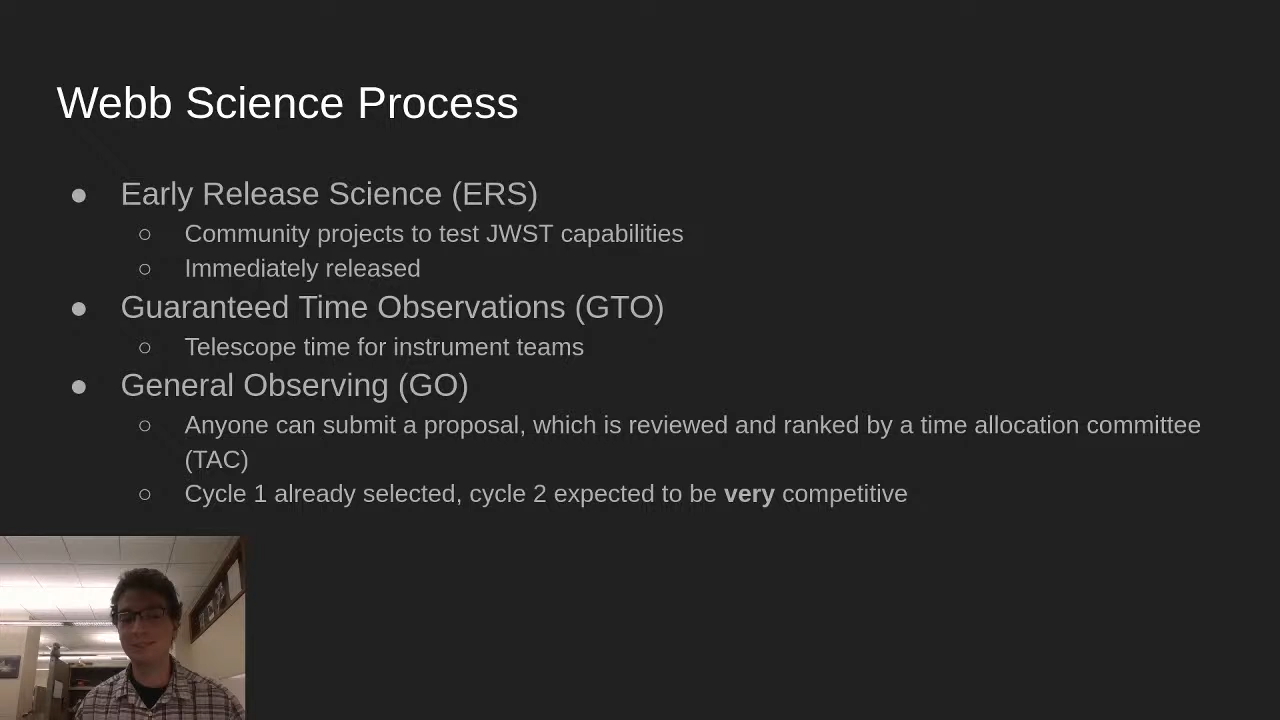 Webb Science Process
● Early Release Science (ERS)
○ Community projects to test JWST capabilities
○ Immediately released
● Guaranteed Time Observations (GTO)
○ Telescope time for instrument teams
● General Observing (GO)
○ Anyone can submit a proposal, which is reviewed and ranked by a time allocation committee
(TAC)
○ Cycle 1 already selected, cycle 2 expected to be very competitive